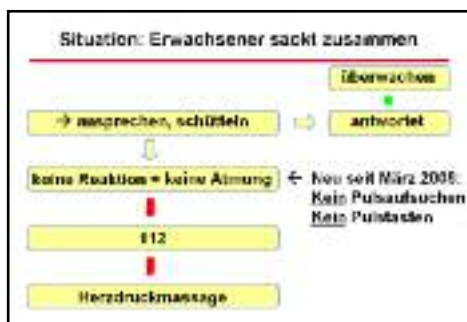 Situation: Erwachsener sackt zusammen
überwachen
→ ansprechen, schütteln
antwortet
keine Reaktion = keine Atmung
← Neu seit März 2006:
Kein Pulsaufsuchen
Kein Pulstasten
112
Herzdruckmassage